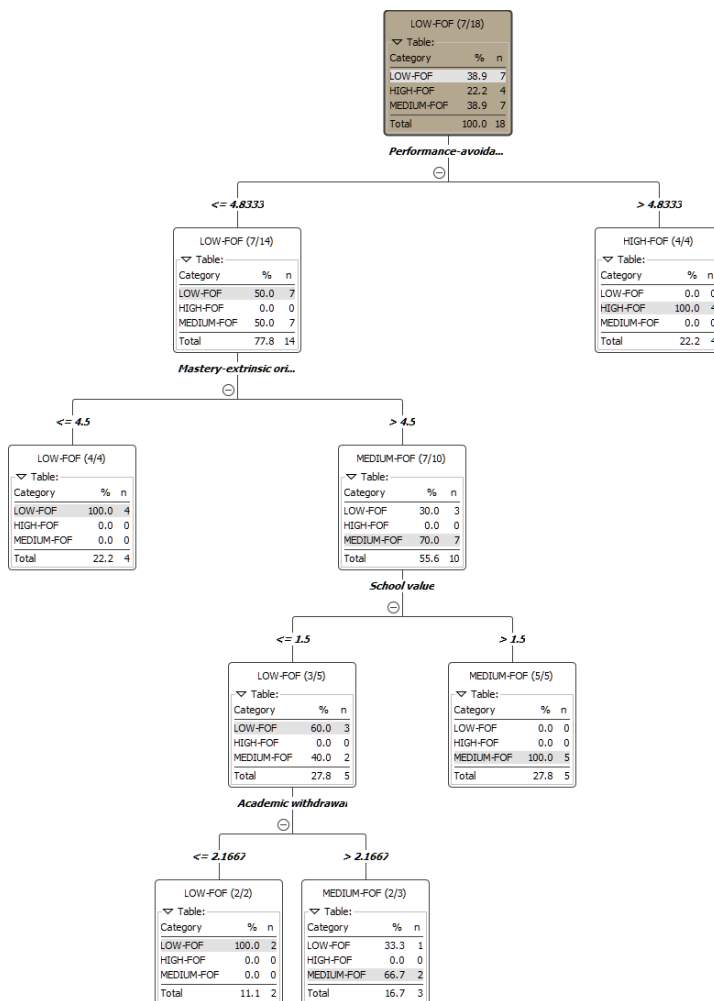 LOW-FOF (7/18)
Table:
Category % n
LOW-FOF 38.9 7
HIGH-FOF 22.2 4
MEDIUM-FOF 38.9 7
Total 100.0 18
Performance-avoida...
<= 4.8333
> 4.8333
LOW-FOF (7/14)
Table:
Category % n
LOW-FOF 50.0 7
HIGH-FOF 0.0 0
MEDIUM-FOF 50.0 7
Total 77.8 14
HIGH-FOF (4/4)
Table:
Category % n
LOW-FOF 0.0 0
HIGH-FOF 100.0 4
MEDIUM-FOF 0.0 0
Total 22.2 4
Mastery-extrinsic ori...
<= 4.5
> 4.5
LOW-FOF (4/4)
Table:
Category % n
LOW-FOF 100.0 4
HIGH-FOF 0.0 0
MEDIUM-FOF 0.0 0
Total 22.2 4
MEDIUM-FOF (7/10)
Table:
Category % n
LOW-FOF 30.0 3
HIGH-FOF 0.0 0
MEDIUM-FOF 70.0 7
Total 55.6 10
School value
<= 1.5
> 1.5
LOW-FOF (3/5)
Table:
Category % n
LOW-FOF 60.0 3
HIGH-FOF 0.0 0
MEDIUM-FOF 40.0 2
Total 27.8 5
MEDIUM-FOF (5/5)
Table:
Category % n
LOW-FOF 0.0 0
HIGH-FOF 0.0 0
MEDIUM-FOF 100.0 5
Total 27.8 5
Academic withdrawal
<= 2.1667
> 2.1667
LOW-FOF (2/2)
Table:
Category % n
LOW-FOF 100.0 2
HIGH-FOF 0.0 0
MEDIUM-FOF 0.0 0
Total 11.1 2
MEDIUM-FOF (2/3)
Table:
Category % n
LOW-FOF 33.3 1
HIGH-FOF 0.0 0
MEDIUM-FOF 66.7 2
Total 16.7 3